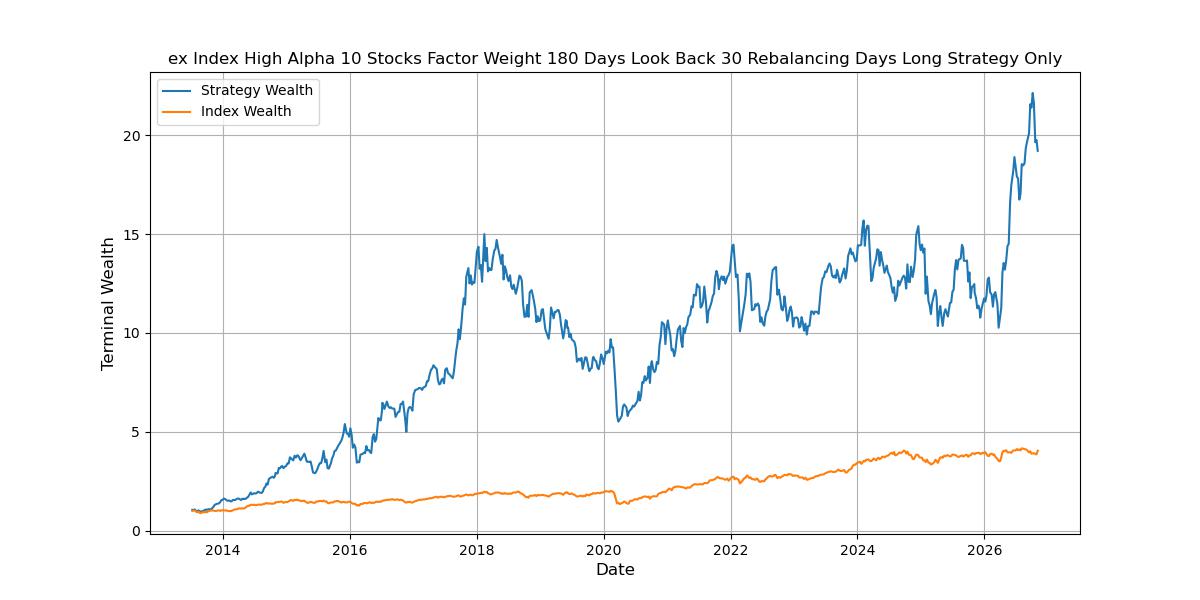 ex Index High Alpha 10 Stocks Factor Weight 180 Days Look Back 30 Rebalancing Days Long Strategy Only
Strategy Wealth
Index Wealth
Terminal Wealth
20
15
10
5
0
2014 2016 2018 2020 2022 2024 2026
Date